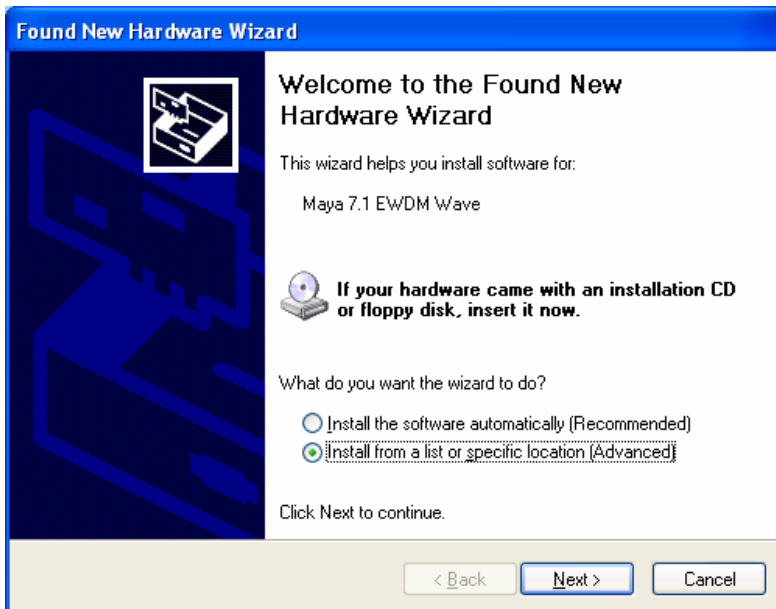 Found New Hardware Wizard
Welcome to the Found New
Hardware Wizard
This wizard helps you install software for:
Maya 7.1 EWDM Wave
If your hardware came with an installation CD
or floppy disk, insert it now.
What do you want the wizard to do?
Install the software automatically (Recommended)
Install from a list or specific location (Advanced)
Click Next to continue.
< Back Next > Cancel